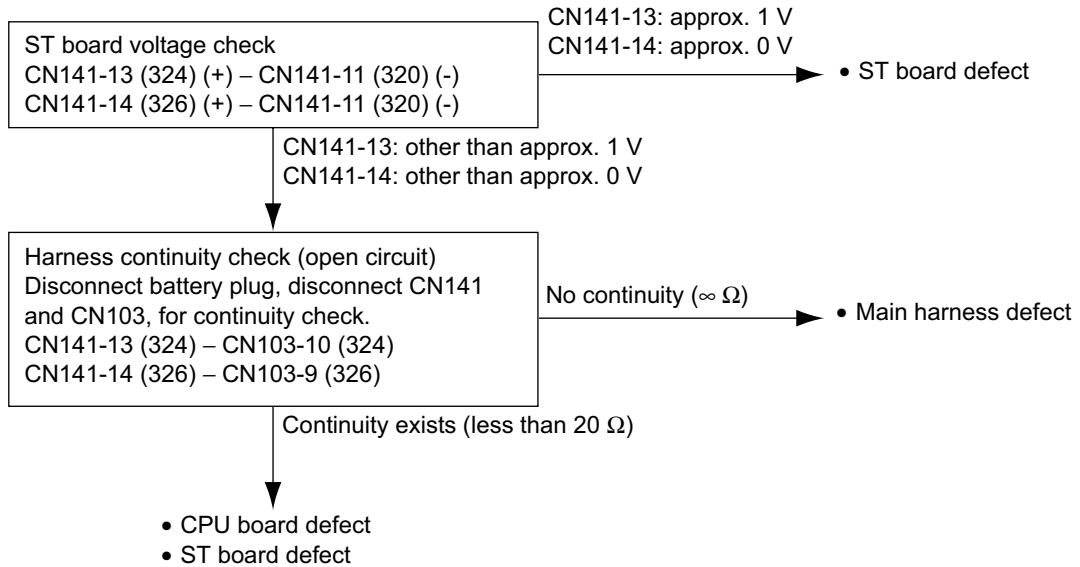 ST board voltage check
CN141-13 (324) (+) – CN141-11 (320) (-)
CN141-14 (326) (+) – CN141-11 (320) (-)
CN141-13: approx. 1 V
CN141-14: approx. 0 V
• ST board defect
CN141-13: other than approx. 1 V
CN141-14: other than approx. 0 V
Harness continuity check (open circuit)
Disconnect battery plug, disconnect CN141
and CN103, for continuity check.
CN141-13 (324) – CN103-10 (324)
CN141-14 (326) – CN103-9 (326)
No continuity (∞ Ω)
• Main harness defect
Continuity exists (less than 20 Ω)
• CPU board defect
• ST board defect